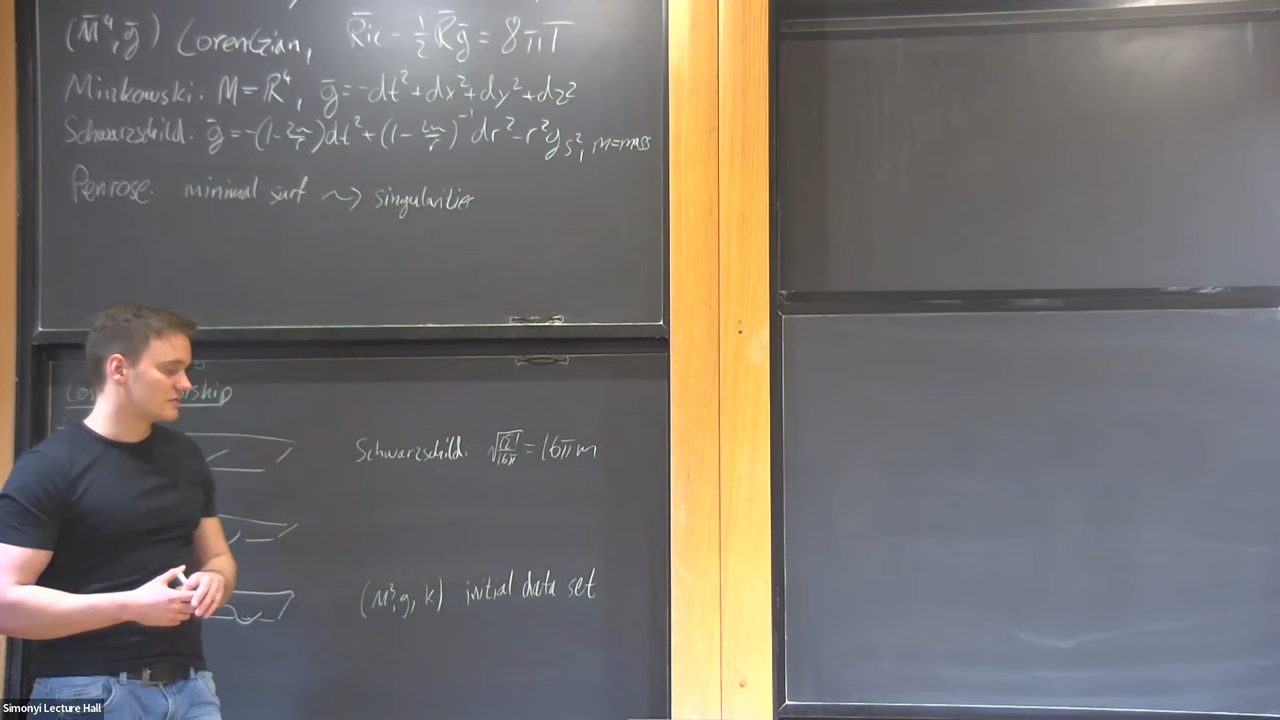 (M̄⁴, ḡ) Lorentzian, R̄ic - ½R̄ḡ = 8πT
Minkowski. M = ℝ⁴, ḡ = -dt² + dx² + dy² + dz²
Schwarzschild. ḡ = -(1 - 2m/r)dt² + (1 - 2m/r)⁻¹dr² - r²g_S², m = mass
Penrose. minimal surf ⇝ singularities
Schwarzschild. √(|Σ|/16π) = 16πm
(M³, g, k) initial data set
Simonyi Lecture Hall